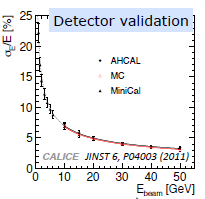 Detector validation
σE/E [%]
25
20
15
10
5
0
AHCAL
MC
MiniCal
CALICE JINST 6, P04003 (2011)
0 10 20 30 40 50
Ebeam [GeV]